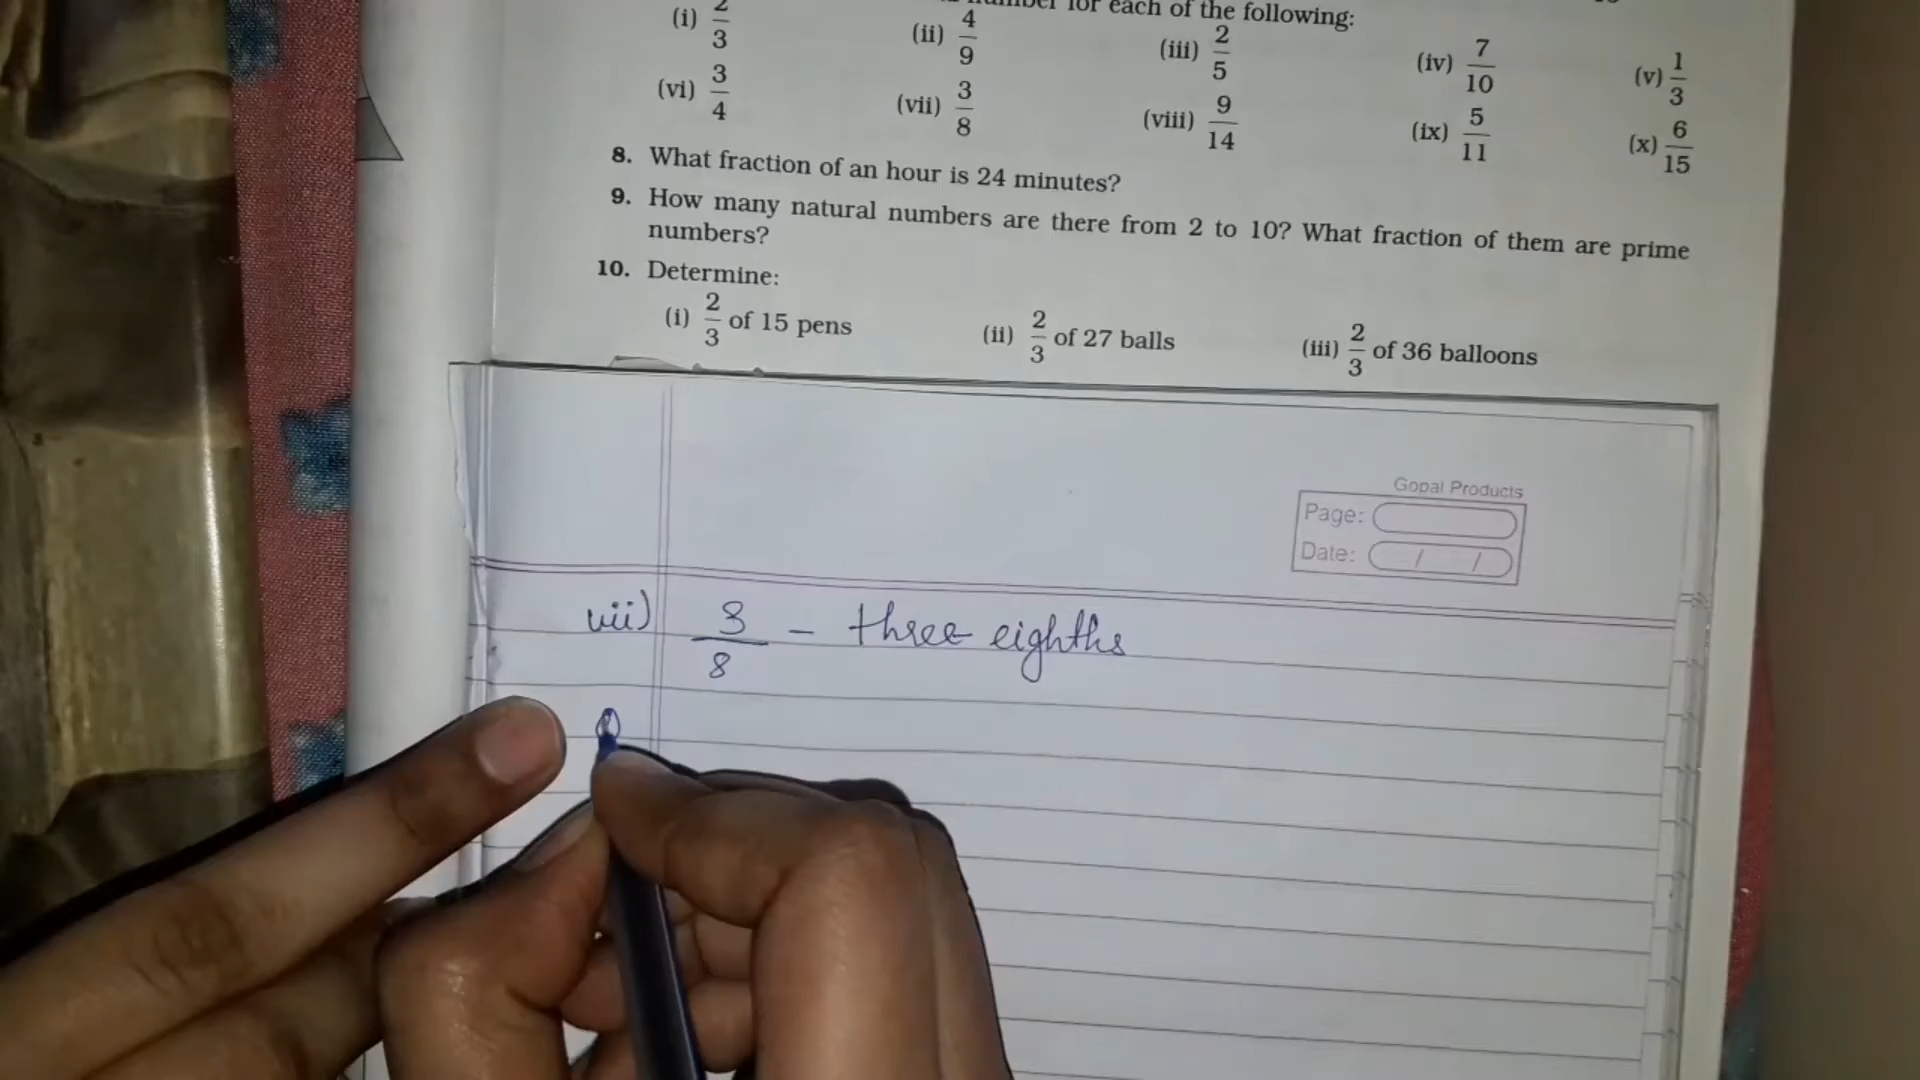 number for each of the following:
(i) 2/3 (ii) 4/9 (iii) 2/5 (iv) 7/10 (v) 1/3
(vi) 3/4 (vii) 3/8 (viii) 9/14 (ix) 5/11 (x) 6/15
8. What fraction of an hour is 24 minutes?
9. How many natural numbers are there from 2 to 10? What fraction of them are prime
numbers?
10. Determine:
(i) 2/3 of 15 pens (ii) 2/3 of 27 balls (iii) 2/3 of 36 balloons
Gopal Products
Page:
Date: / /
vii) 3/8 – three eighths